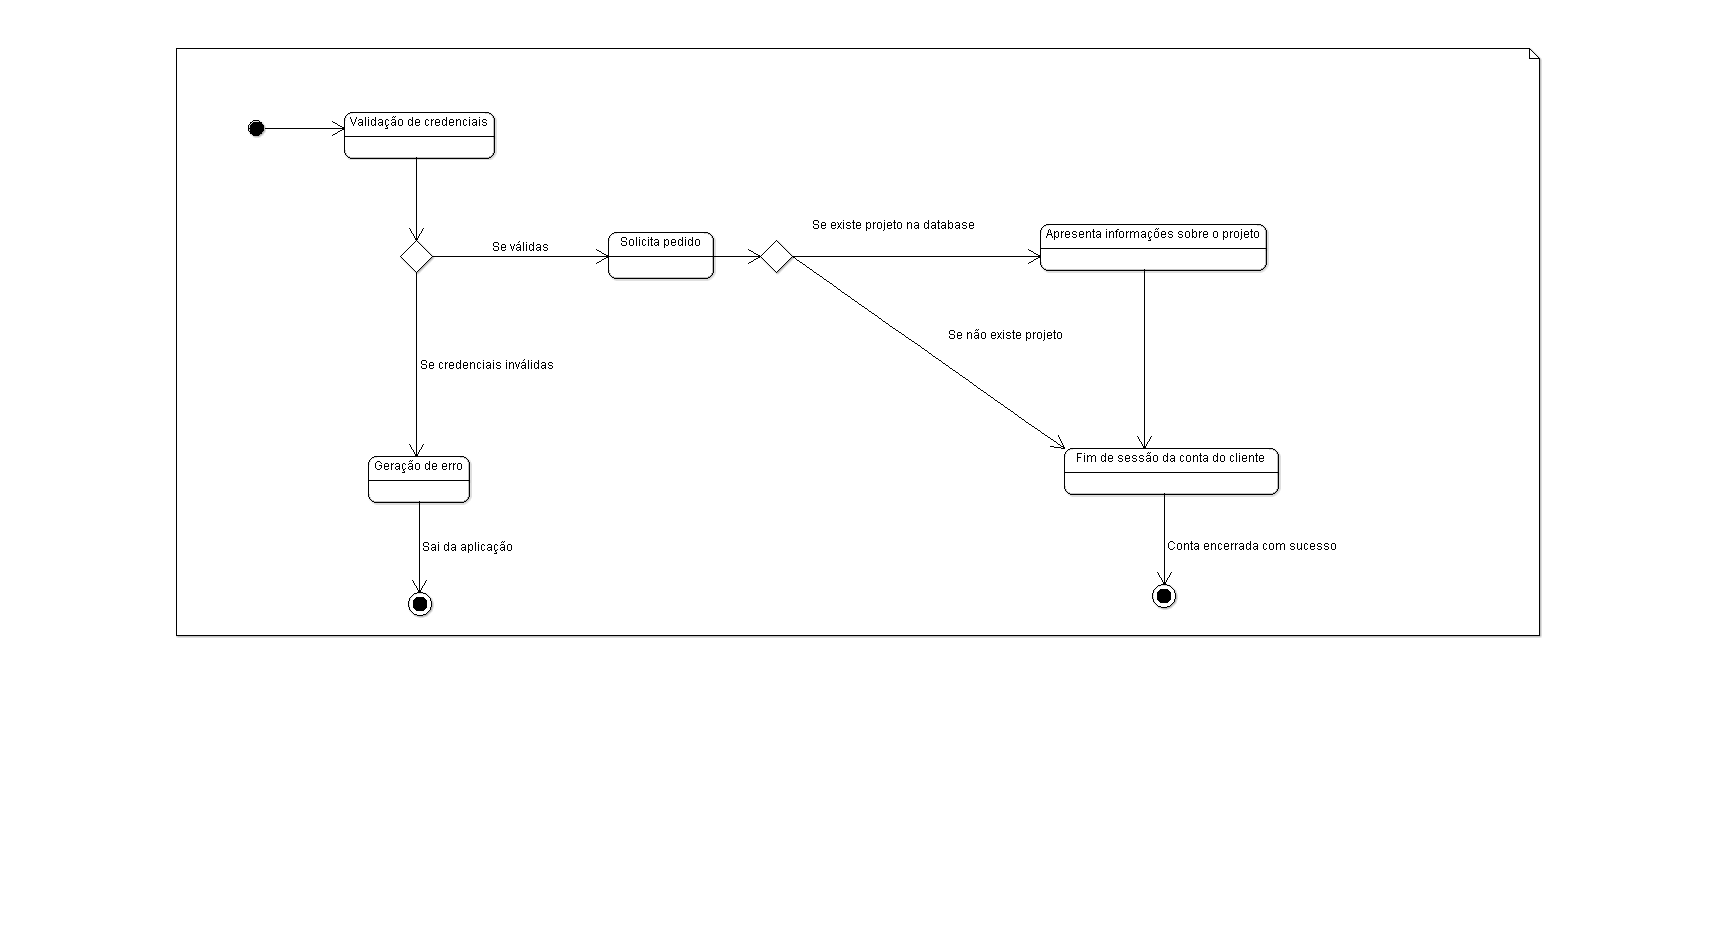 Validação de credenciais
Se válidas
Solicita pedido
Se existe projeto na database
Apresenta informações sobre o projeto
Se não existe projeto
Se credenciais inválidas
Geração de erro
Fim de sessão da conta do cliente
Sai da aplicação
Conta encerrada com sucesso